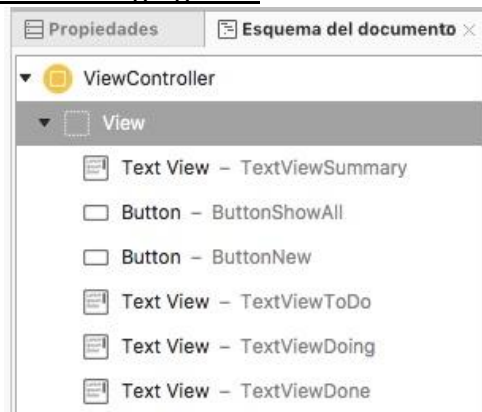 Propiedades Esquema del documento
ViewController
View
Text View – TextViewSummary
Button – ButtonShowAll
Button – ButtonNew
Text View – TextViewToDo
Text View – TextViewDoing
Text View – TextViewDone